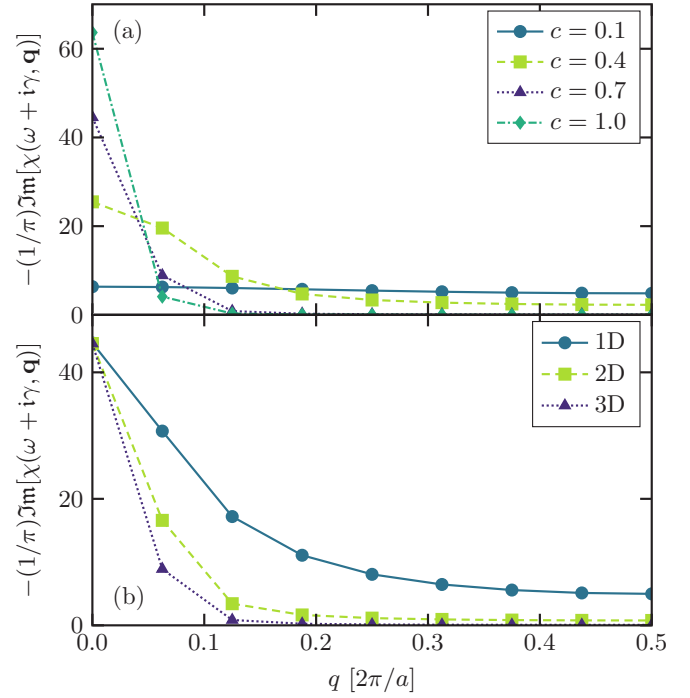 (a)
c = 0.1
c = 0.4
c = 0.7
c = 1.0
−(1/π)ℑ𝔪[χ(ω + iγ, q)]
60
40
20
0
(b)
1D
2D
3D
−(1/π)ℑ𝔪[χ(ω + iγ, q)]
40
20
0
0.0 0.1 0.2 0.3 0.4 0.5
q [2π/a]